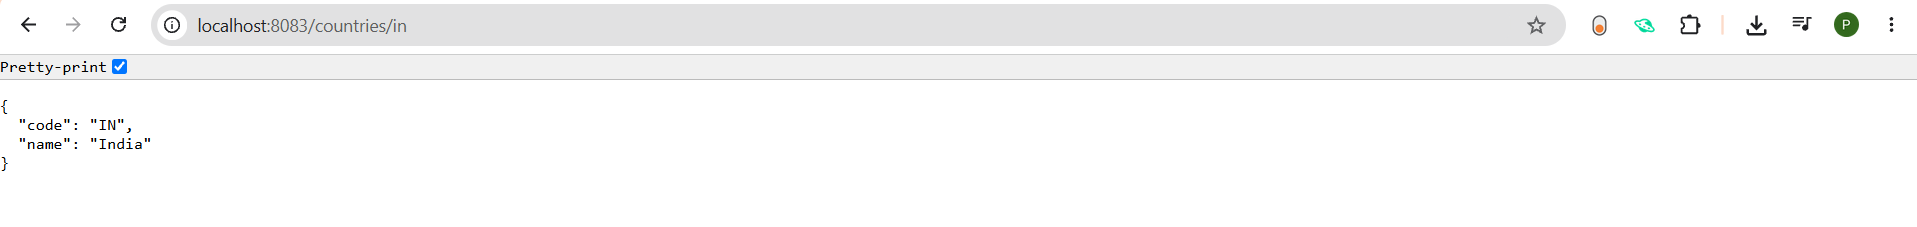 localhost:8083/countries/in
P
Pretty-print
{
  "code": "IN",
  "name": "India"
}